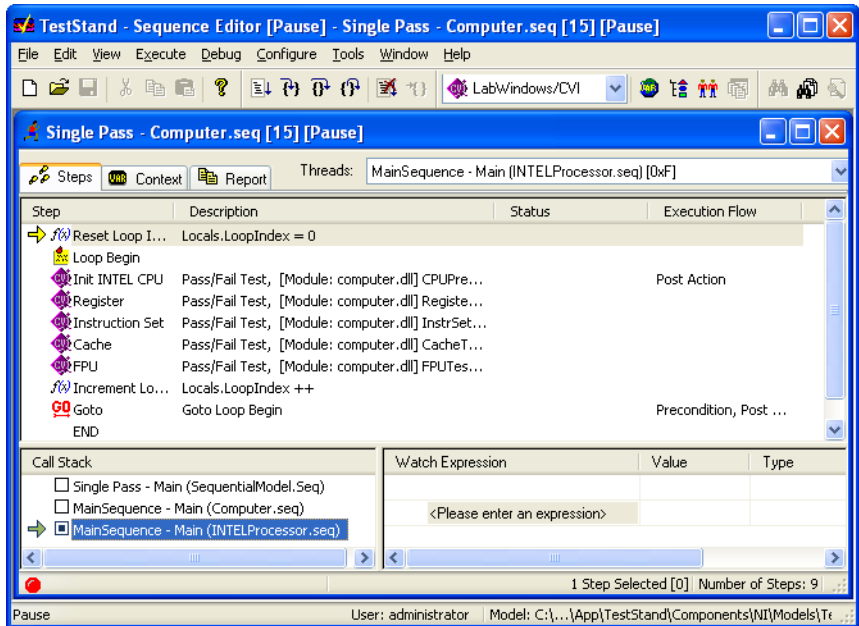 TestStand - Sequence Editor [Pause] - Single Pass - Computer.seq [15] [Pause]
File Edit View Execute Debug Configure Tools Window Help
LabWindows/CVI
Single Pass - Computer.seq [15] [Pause]
Steps Context Report Threads: MainSequence - Main (INTELProcessor.seq) [0xF]
Step Description Status Execution Flow
f(x) Reset Loop I... Locals.LoopIndex = 0
Loop Begin
CVI Init INTEL CPU Pass/Fail Test, [Module: computer.dll] CPUPre... Post Action
CVI Register Pass/Fail Test, [Module: computer.dll] Registe...
CVI Instruction Set Pass/Fail Test, [Module: computer.dll] InstrSet...
CVI Cache Pass/Fail Test, [Module: computer.dll] CacheT...
CVI FPU Pass/Fail Test, [Module: computer.dll] FPUTes...
f(x) Increment Lo... Locals.LoopIndex ++
GO Goto Goto Loop Begin Precondition, Post ...
END
Call Stack
Single Pass - Main (SequentialModel.Seq)
MainSequence - Main (Computer.seq)
MainSequence - Main (INTELProcessor.seq)
Watch Expression Value Type
<Please enter an expression>
1 Step Selected [0] Number of Steps: 9
Pause User: administrator Model: C:\...\App\TestStand\Components\NI\Models\Te